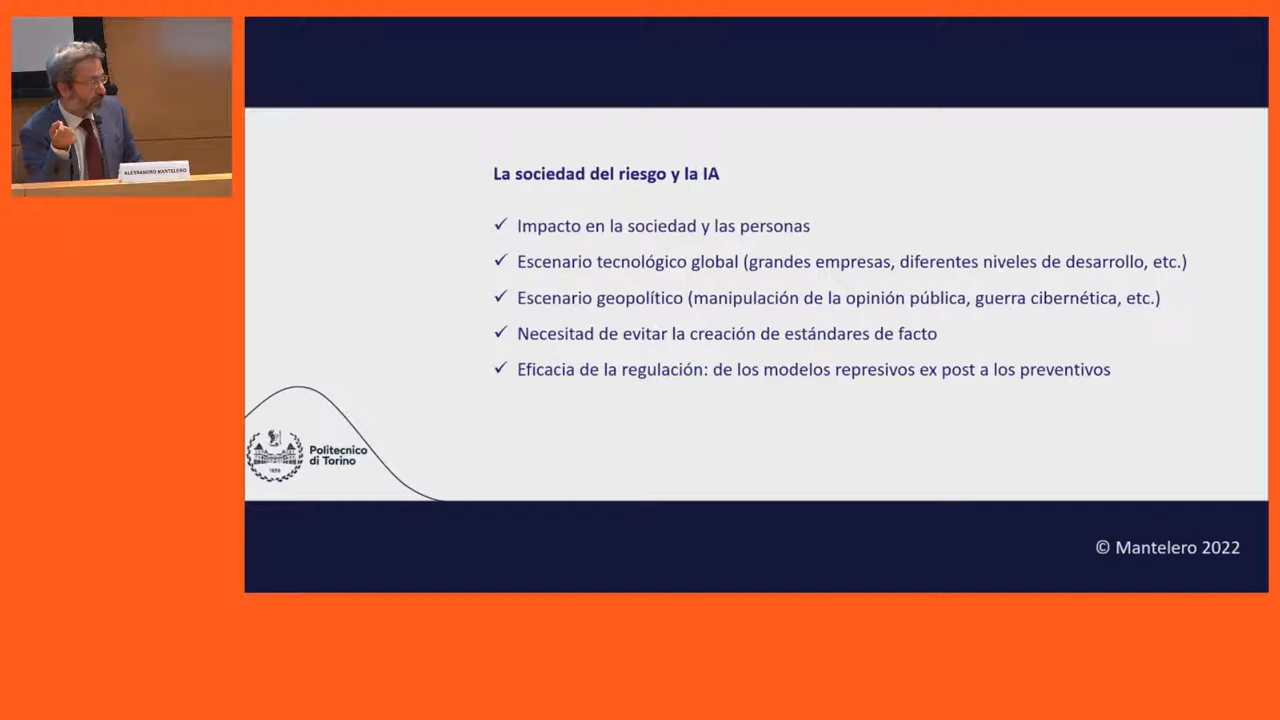 ALESSANDRO MANTELERO
La sociedad del riesgo y la IA
✓ Impacto en la sociedad y las personas
✓ Escenario tecnológico global (grandes empresas, diferentes niveles de desarrollo, etc.)
✓ Escenario geopolítico (manipulación de la opinión pública, guerra cibernética, etc.)
✓ Necesitad de evitar la creación de estándares de facto
✓ Eficacia de la regulación: de los modelos represivos ex post a los preventivos
Politecnico
di Torino
1859
© Mantelero 2022